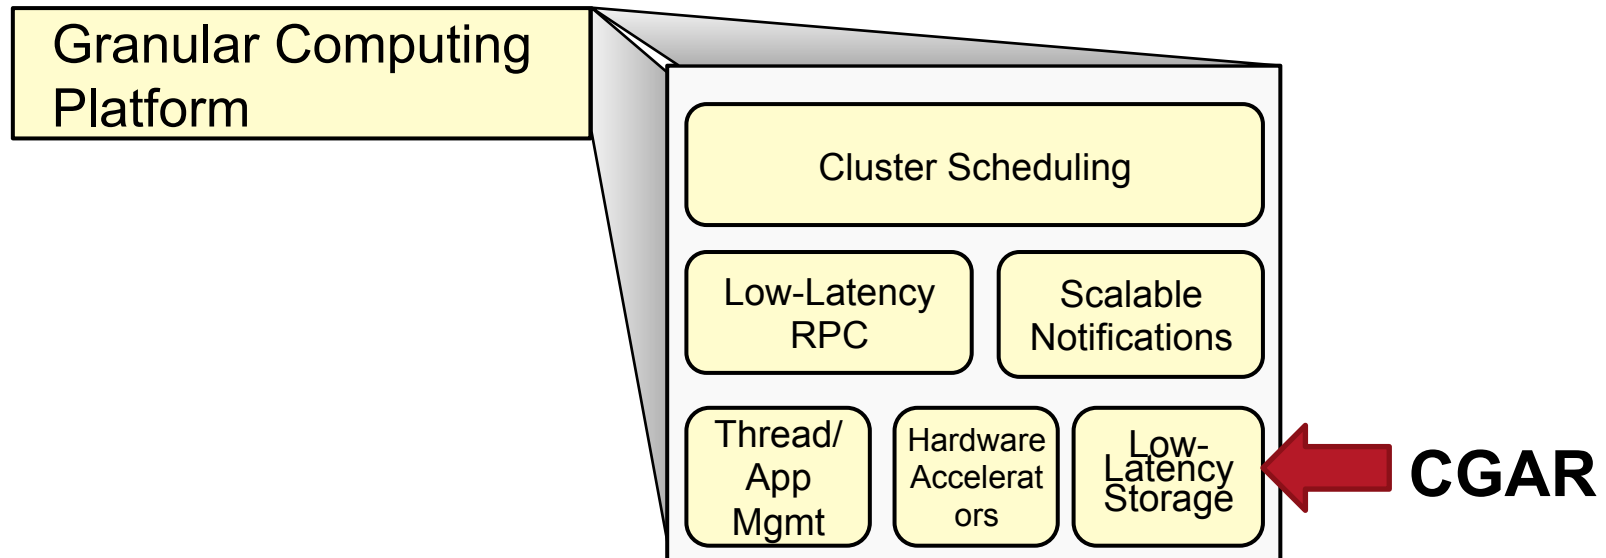 Granular Computing
Platform
Cluster Scheduling
Low-Latency
RPC
Scalable
Notifications
Thread/
App
Mgmt
Hardware
Accelerat
ors
Low-
Latency
Storage
CGAR